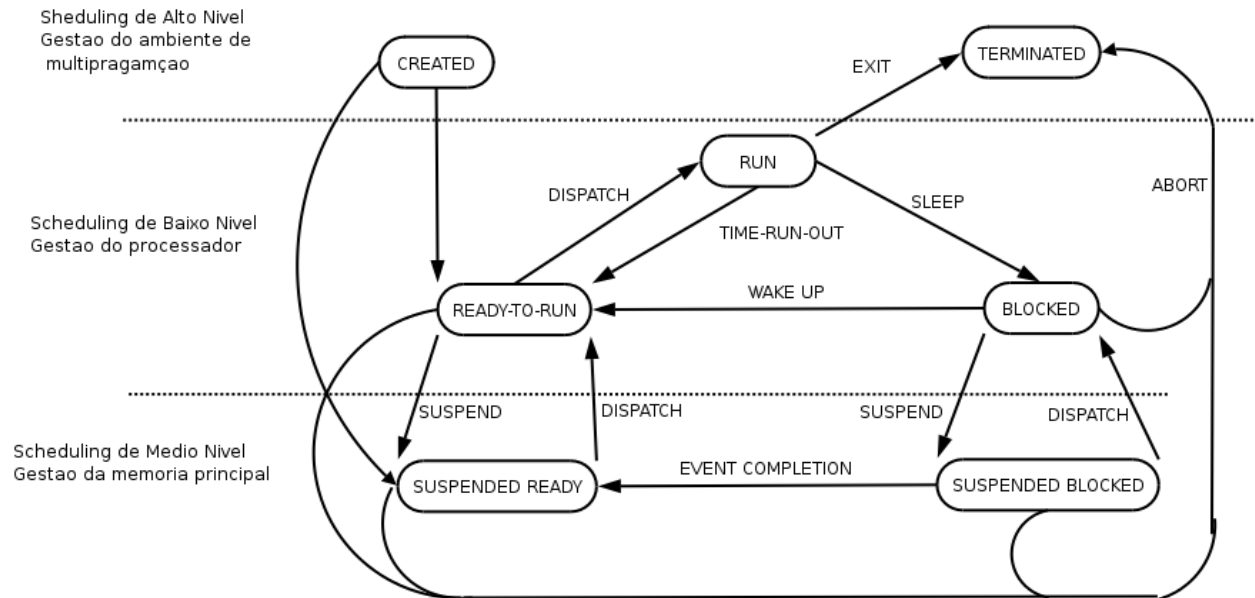 Sheduling de Alto Nivel
Gestao do ambiente de
multipragamçao
CREATED
TERMINATED
EXIT
RUN
DISPATCH
SLEEP
ABORT
Scheduling de Baixo Nivel
Gestao do processador
TIME-RUN-OUT
WAKE UP
READY-TO-RUN
BLOCKED
SUSPEND
DISPATCH
SUSPEND
DISPATCH
Scheduling de Medio Nivel
Gestao da memoria principal
EVENT COMPLETION
SUSPENDED READY
SUSPENDED BLOCKED